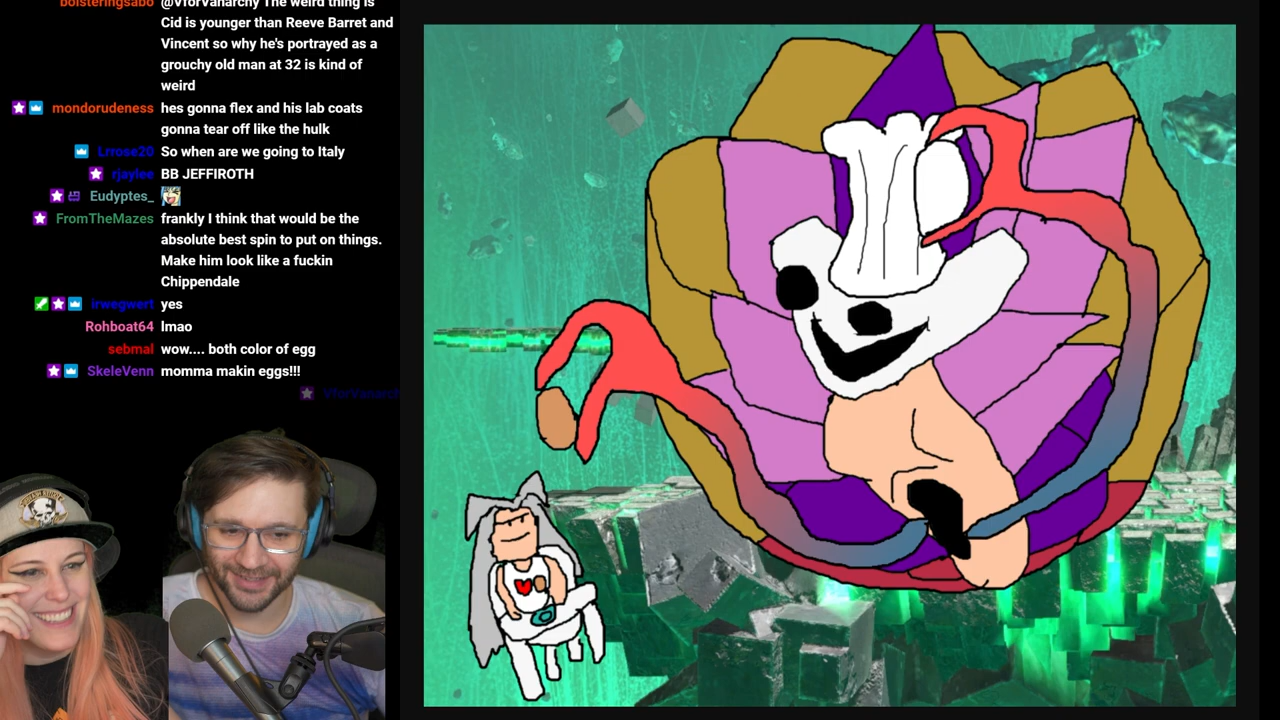 bolsteringsabo @VforVanarchy The weird thing is
Cid is younger than Reeve Barret and
Vincent so why he's portrayed as a
grouchy old man at 32 is kind of
weird
mondorudeness hes gonna flex and his lab coats
gonna tear off like the hulk
Lrrose20 So when are we going to Italy
rjaylee BB JEFFIROTH
Eudyptes_
FromTheMazes frankly I think that would be the
absolute best spin to put on things.
Make him look like a fuckin
Chippendale
irwegwert yes
Rohboat64 lmao
sebmal wow.... both color of egg
SkeleVenn momma makin eggs!!!
VforVanarch